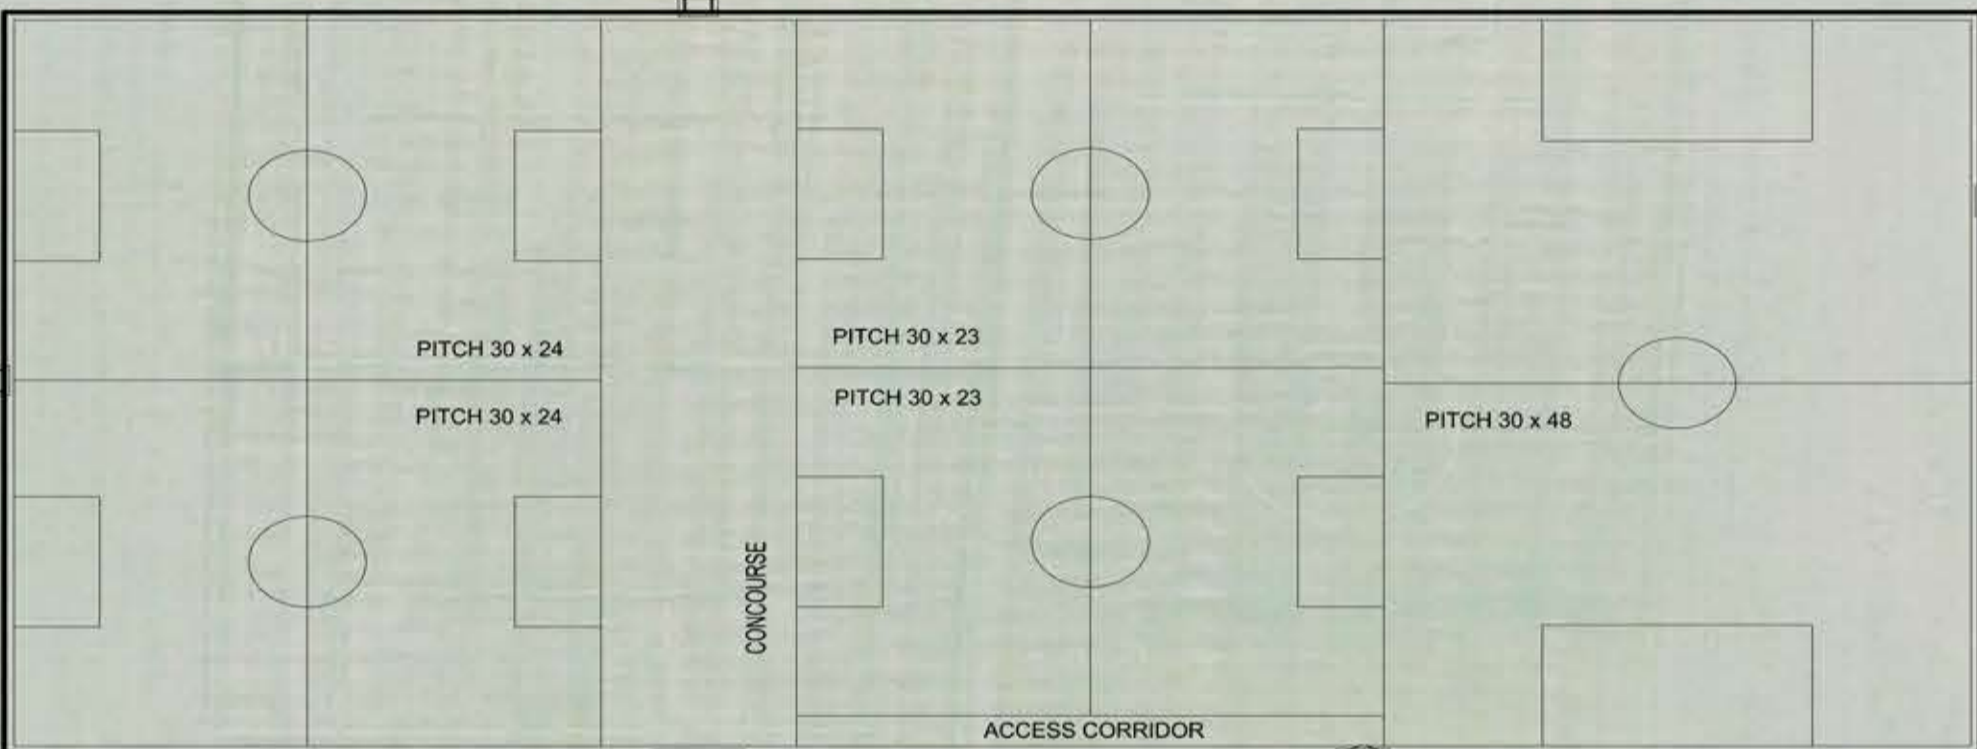 PITCH 30 x 24
PITCH 30 x 24
CONCOURSE
PITCH 30 x 23
PITCH 30 x 23
PITCH 30 x 48
ACCESS CORRIDOR